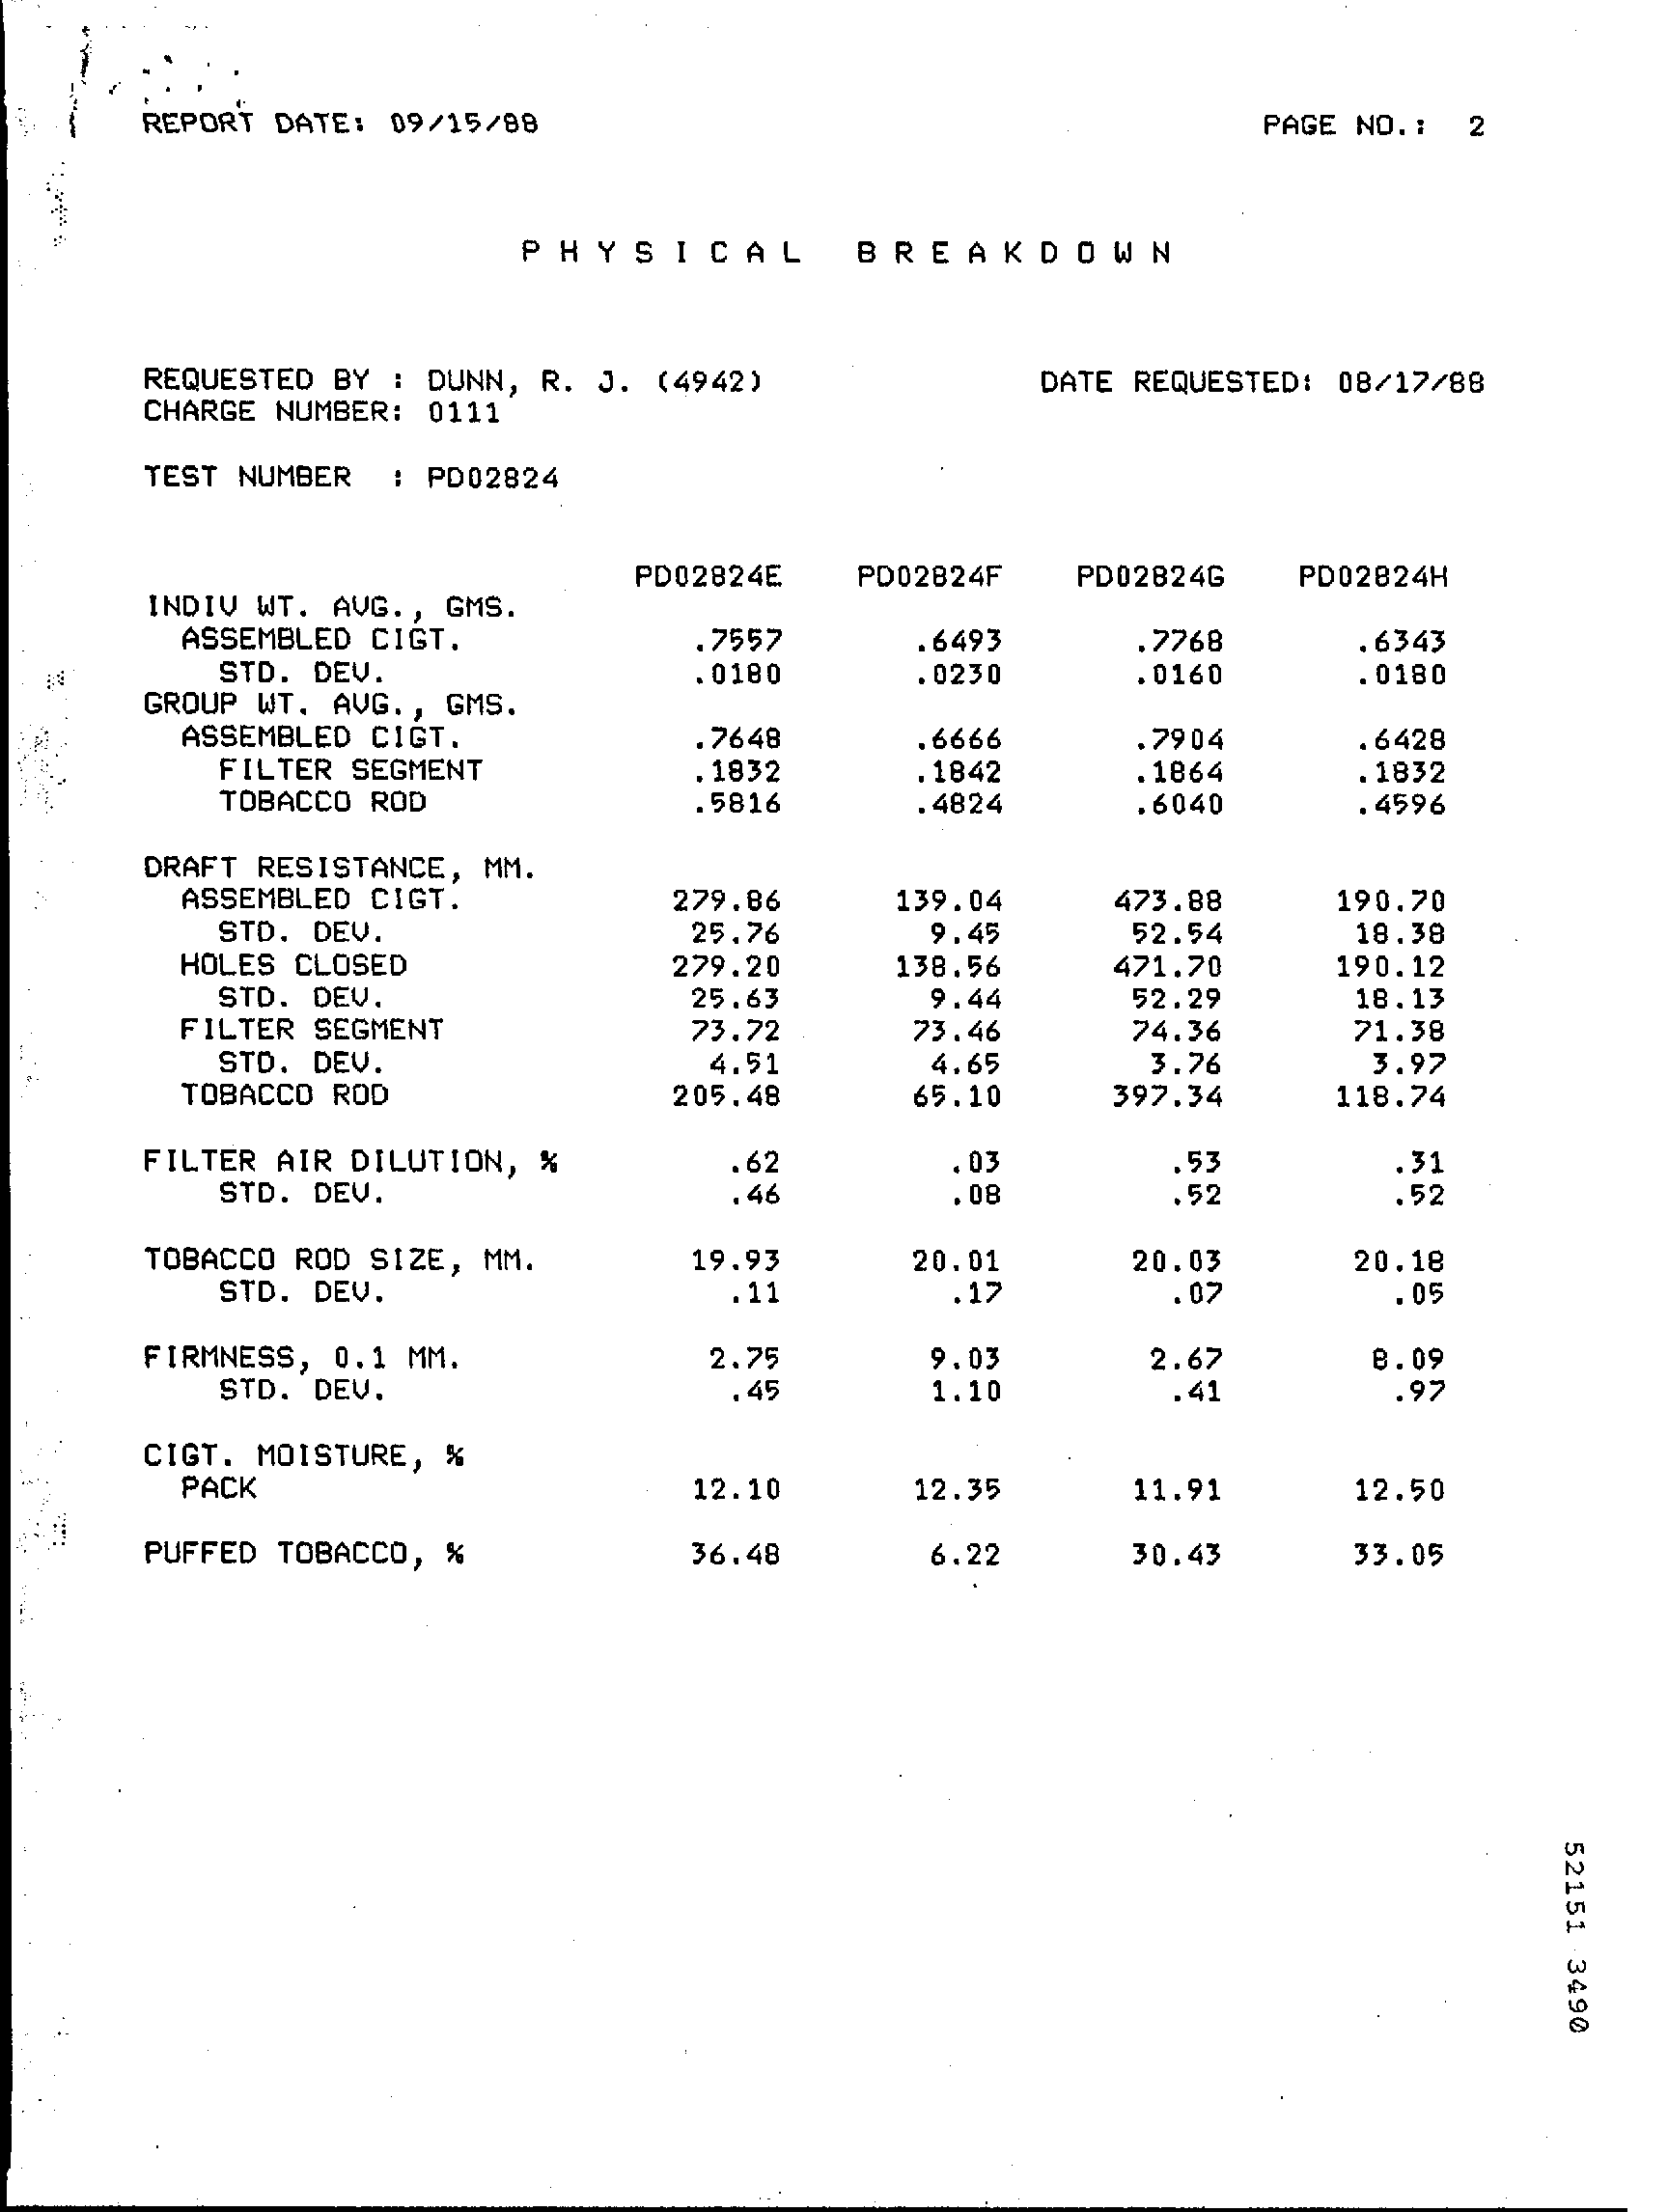 REPORT DATE: 09/15/88 PAGE NO.: 2
PHYSICAL BREAKDOWN
REQUESTED BY : DUNN, R. J. (4942) DATE REQUESTED: 08/17/88
CHARGE NUMBER: 0111
TEST NUMBER : PD02824
PD02824E PD02824F PD02824G PD02824H
INDIV WT. AVG., GMS.
ASSEMBLED CIGT. .7557 .6493 .7768 .6343
STD. DEV. .0180 .0230 .0160 .0180
GROUP WT. AVG., GMS.
ASSEMBLED CIGT. .7648 .6666 .7904 .6428
FILTER SEGMENT .1832 .1842 .1864 .1832
TOBACCO ROD .5816 .4824 .6040 .4596
DRAFT RESISTANCE, MM.
ASSEMBLED CIGT. 279.86 139.04 473.88 190.70
STD. DEV. 25.76 9.45 52.54 18.38
HOLES CLOSED 279.20 138.56 471.70 190.12
STD. DEV. 25.63 9.44 52.29 18.13
FILTER SEGMENT 73.72 73.46 74.36 71.38
STD. DEV. 4.51 4.65 3.76 3.97
TOBACCO ROD 205.48 65.10 397.34 118.74
FILTER AIR DILUTION, % .62 .03 .53 .31
STD. DEV. .46 .08 .52 .52
TOBACCO ROD SIZE, MM. 19.93 20.01 20.03 20.18
STD. DEV. .11 .17 .07 .05
FIRMNESS, 0.1 MM. 2.75 9.03 2.67 8.09
STD. DEV. .45 1.10 .41 .97
CIGT. MOISTURE, %
PACK 12.10 12.35 11.91 12.50
PUFFED TOBACCO, % 36.48 6.22 30.43 33.05
52151 3490